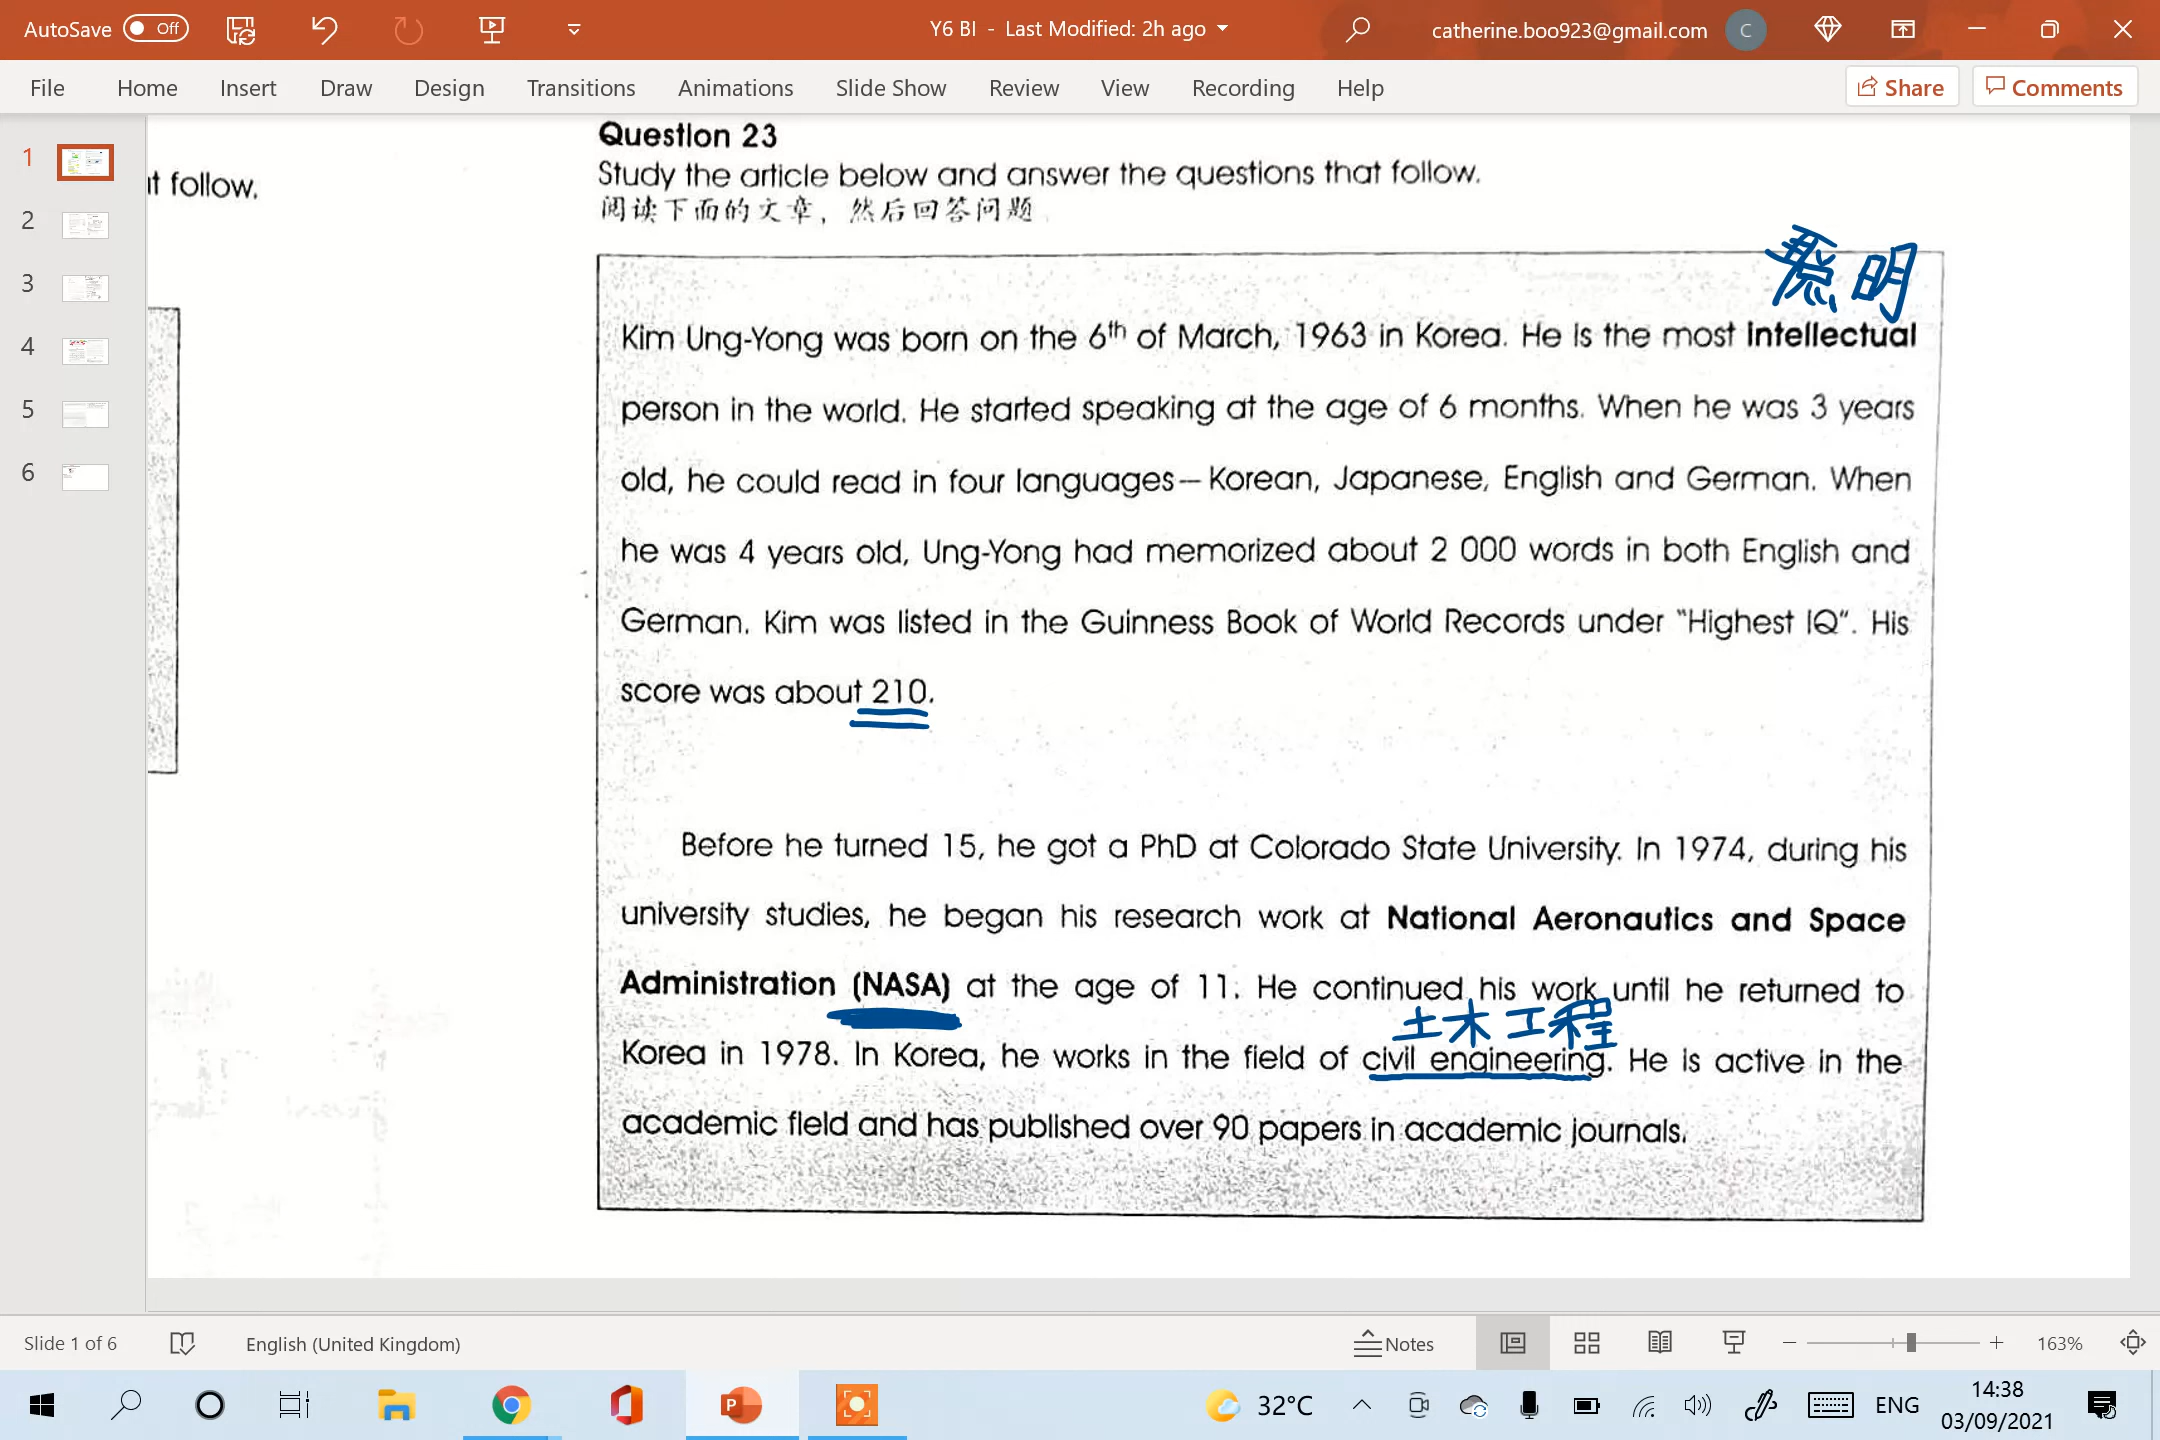 AutoSave Off Y6 BI - Last Modified: 2h ago catherine.boo923@gmail.com C
File Home Insert Draw Design Transitions Animations Slide Show Review View Recording Help Share Comments
1
2
3
4
5
6
t follow.
Question 23
Study the article below and answer the questions that follow.
阅读下面的文章，然后回答问题
聪明
Kim Ung-Yong was born on the 6th of March, 1963 in Korea. He is the most intellectual
person in the world. He started speaking at the age of 6 months. When he was 3 years
old, he could read in four languages – Korean, Japanese, English and German. When
he was 4 years old, Ung-Yong had memorized about 2 000 words in both English and
German. Kim was listed in the Guinness Book of World Records under "Highest IQ". His
score was about 210.
Before he turned 15, he got a PhD at Colorado State University. In 1974, during his
university studies, he began his research work at National Aeronautics and Space
Administration (NASA) at the age of 11. He continued his work until he returned to
土木工程
Korea in 1978. In Korea, he works in the field of civil engineering. He is active in the
academic field and has published over 90 papers in academic journals.
Slide 1 of 6 English (United Kingdom) Notes 163%
P 32°C ENG 14:38
03/09/2021